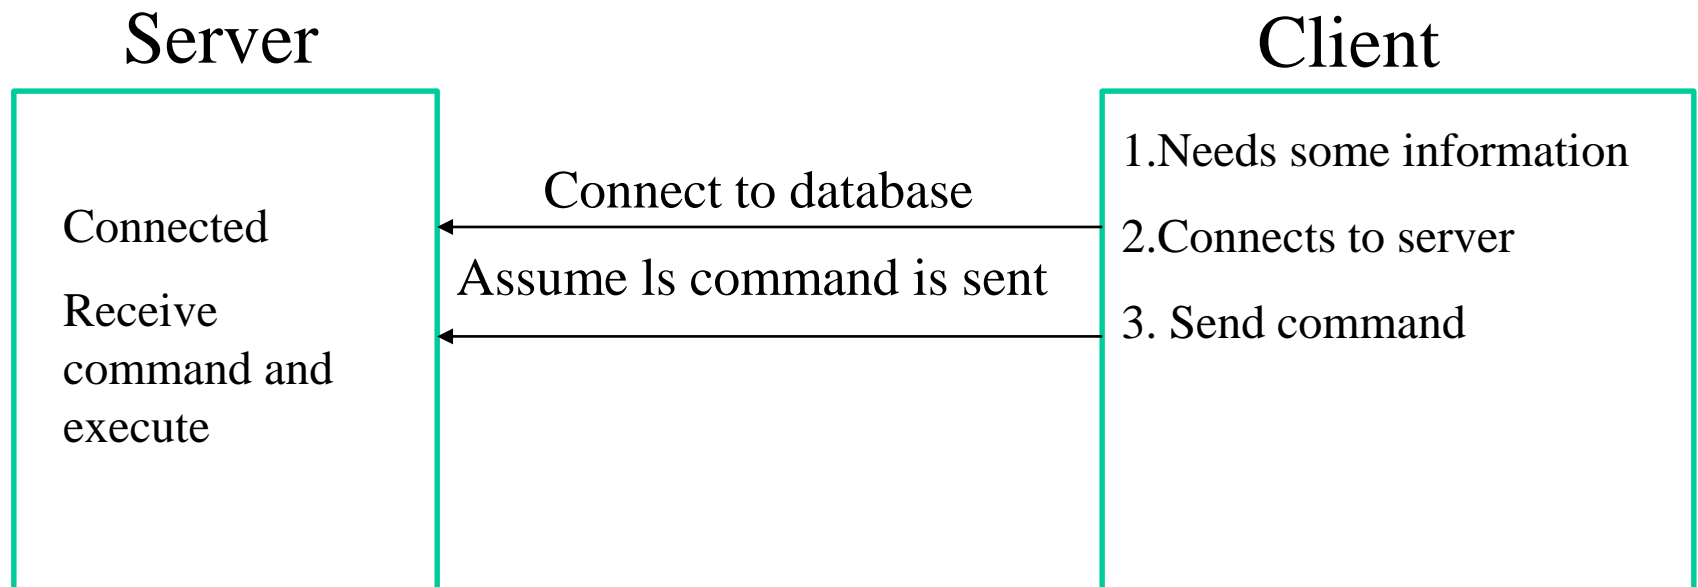 Server
Client
Connected
Receive
command and
execute
Connect to database
Assume ls command is sent
1.Needs some information
2.Connects to server
3. Send command